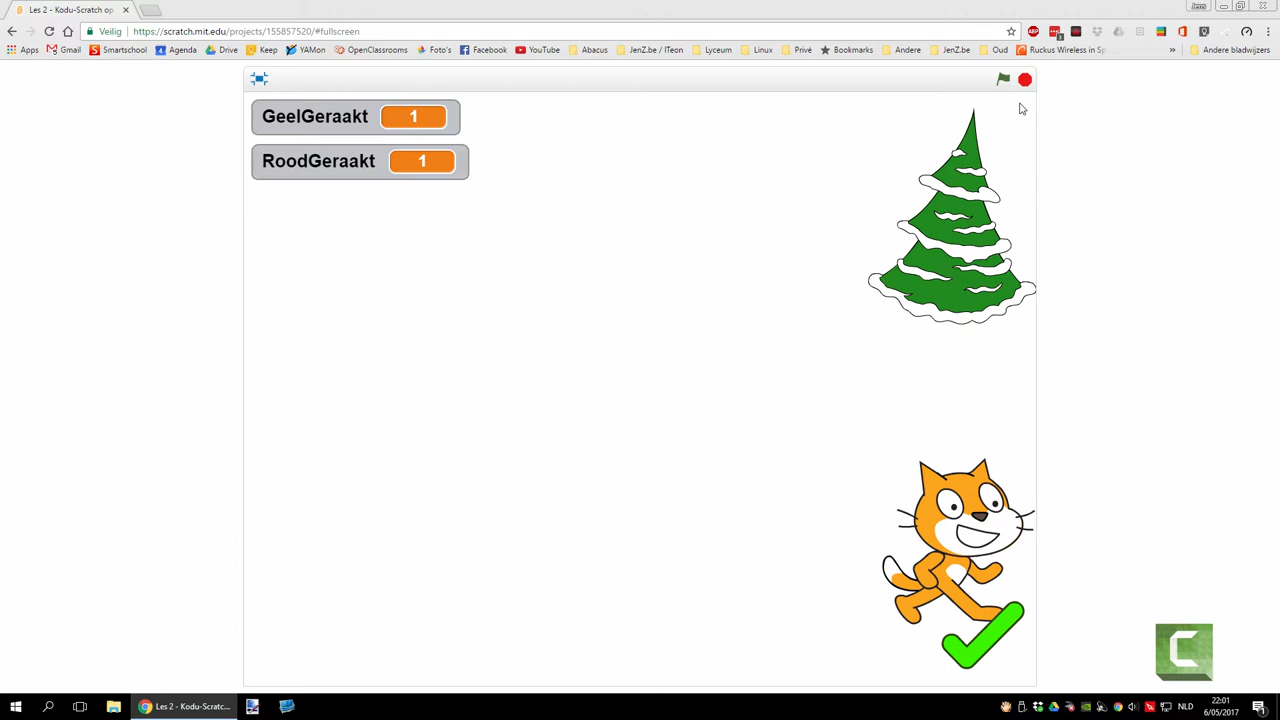 Les 2 - Kodu-Scratch op
Jens
Veilig
https://scratch.mit.edu/projects/155857520/#fullscreen
Apps Gmail Smartschool Agenda Drive Keep YAMon OpenClassrooms Foto's Facebook YouTube Abacus JenZ.be / ITeon Lyceum Linux Privé Bookmarks Andere JenZ.be Oud Ruckus Wireless in Sp » Andere bladwijzers
GeelGeraakt 1
RoodGeraakt 1
C
Les 2 - Kodu-Scratc...
NLD
22:01
6/05/2017